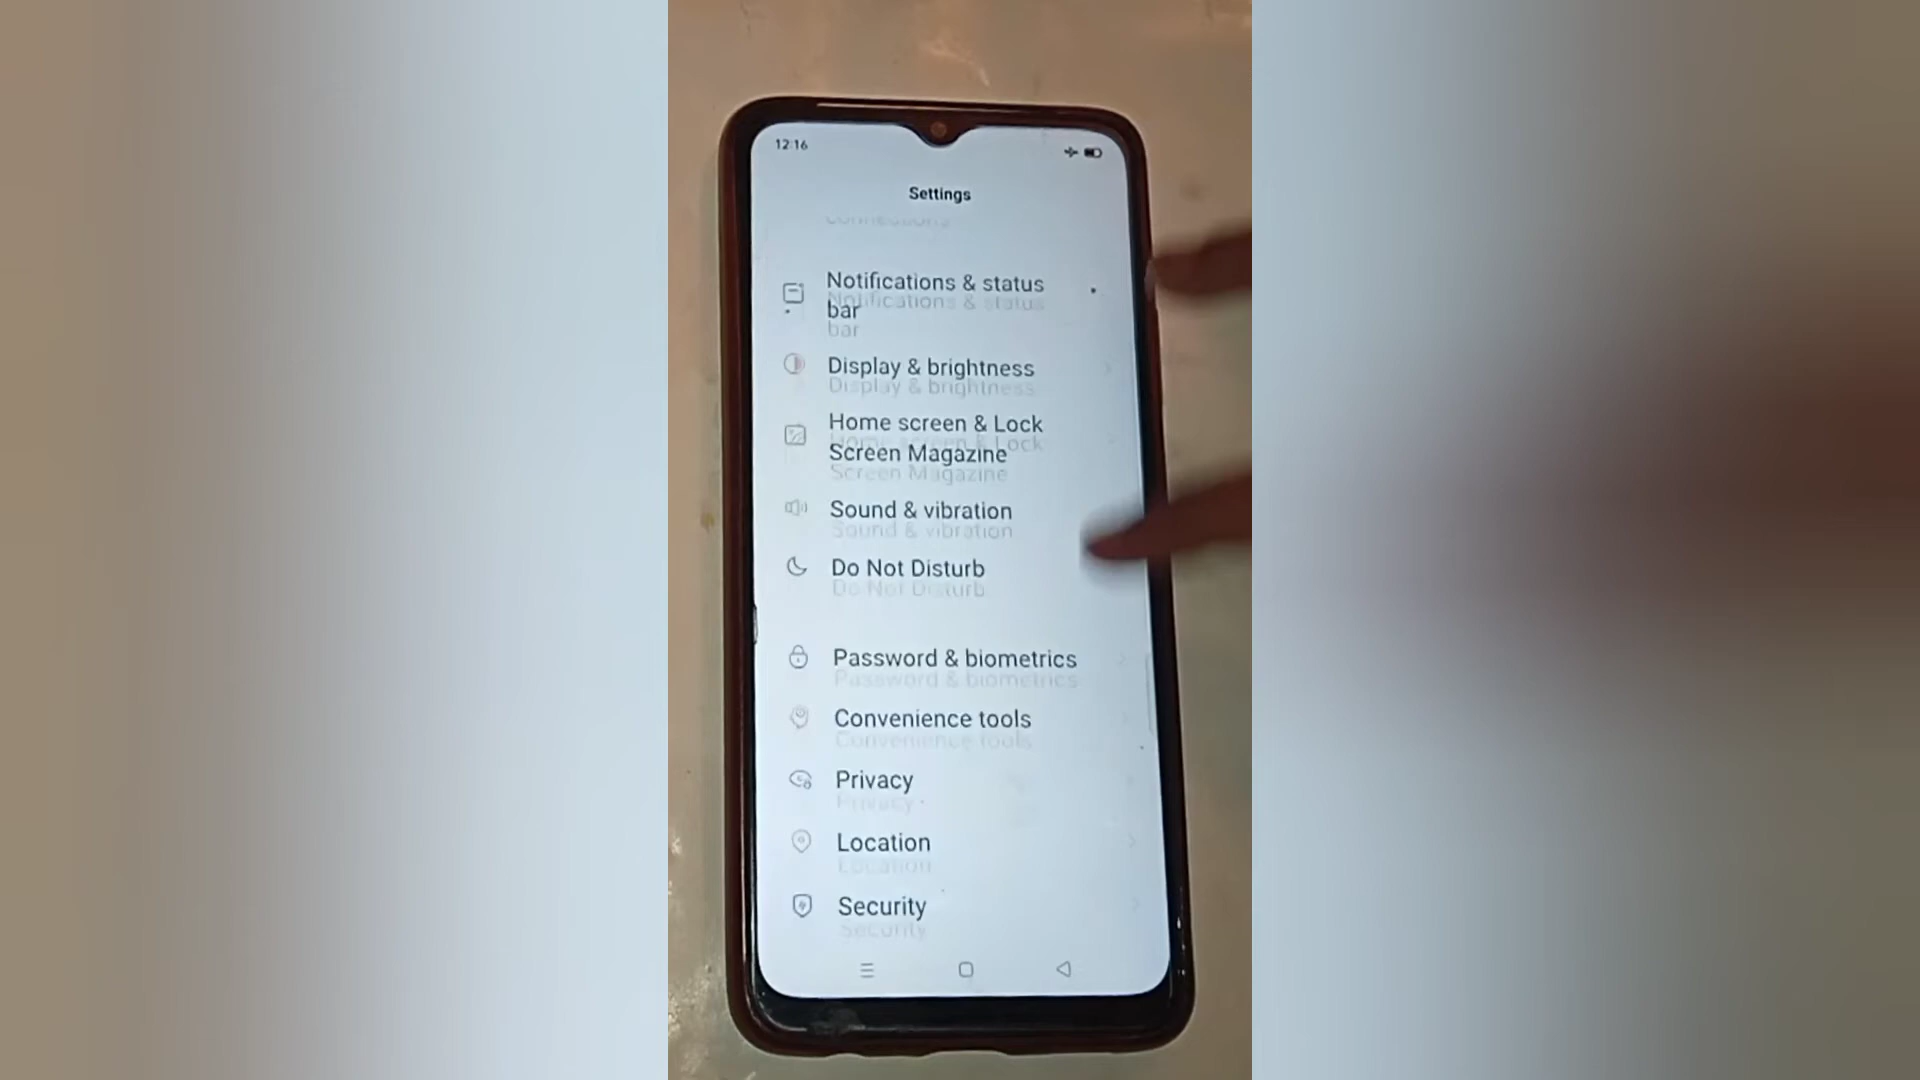 12:16
Settings
Connections
Notifications & status
bar
Display & brightness
Home screen & Lock
Screen Magazine
Sound & vibration
Do Not Disturb
Password & biometrics
Convenience tools
Privacy
Location
Security